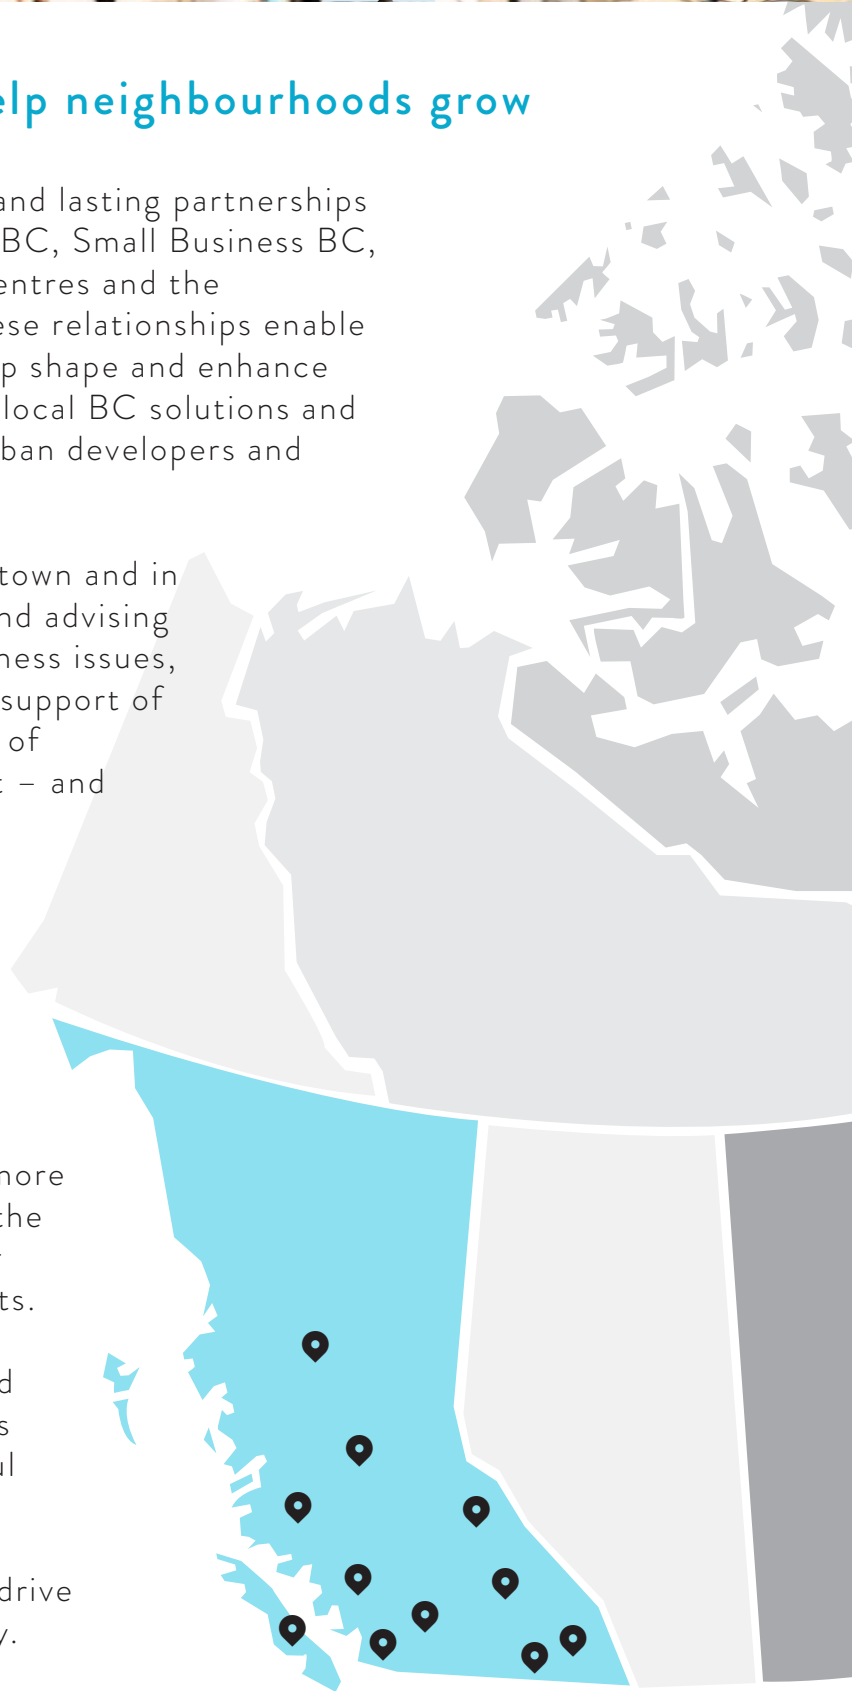 elp neighbourhoods grow
and lasting partnerships
BC, Small Business BC,
entres and the
ese relationships enable
p shape and enhance
local BC solutions and
ban developers and
town and in
nd advising
ness issues,
support of
of
– and
more
the
ts.
d
s
ul
drive
y.